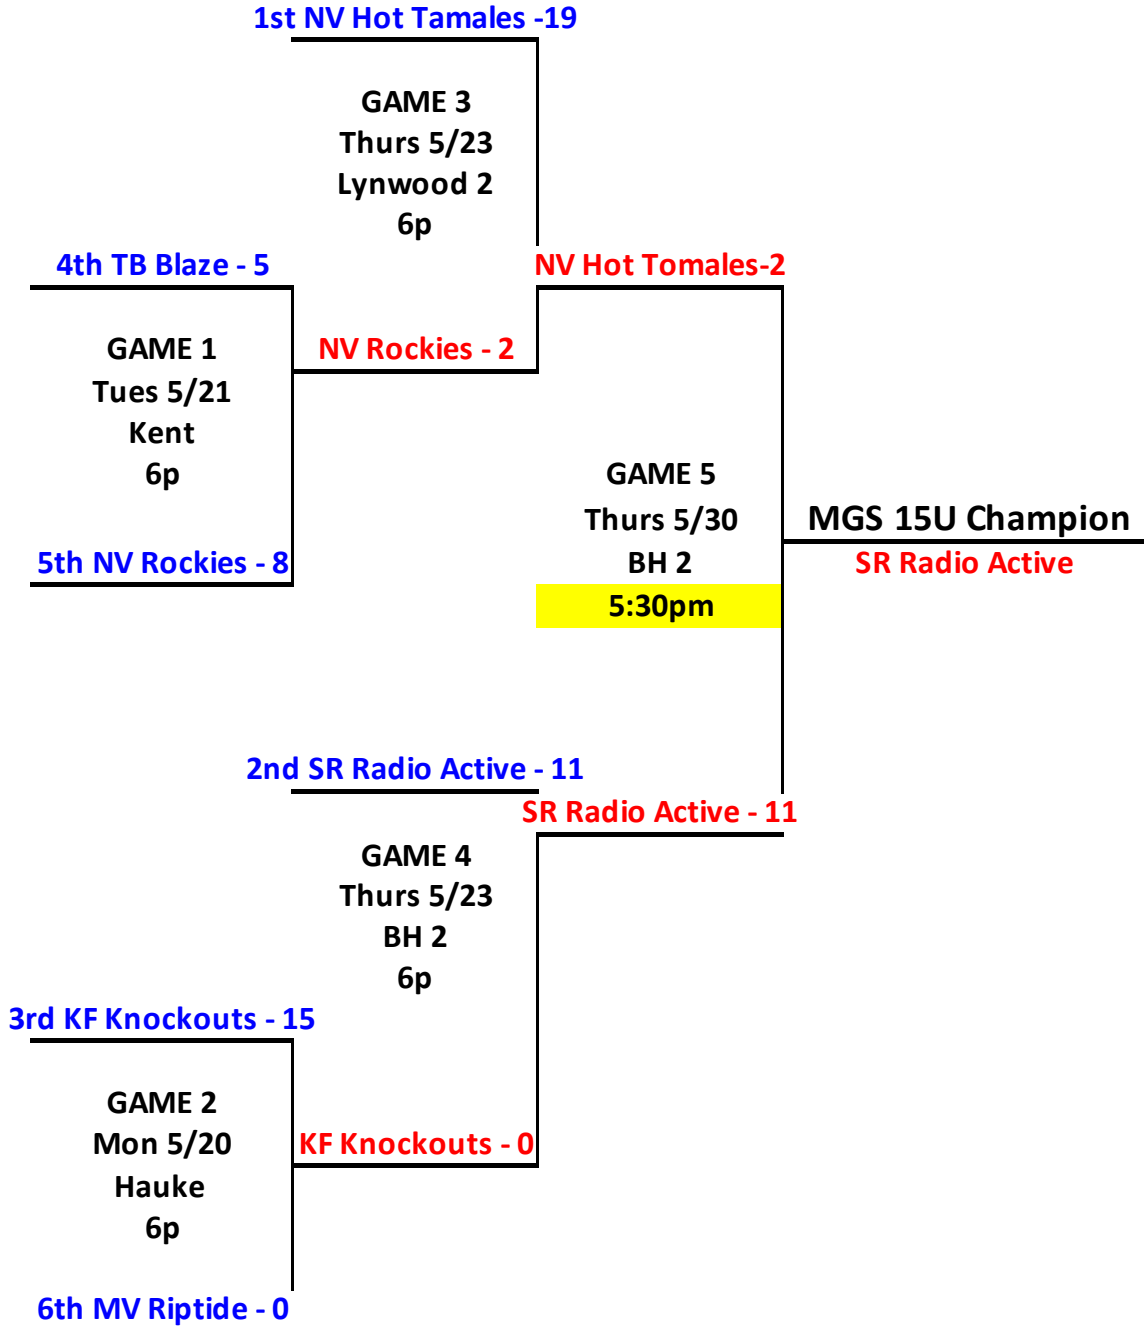 1st NV Hot Tamales -19
GAME 3
Thurs 5/23
Lynwood 2
6p
4th TB Blaze - 5
NV Hot Tomales-2
GAME 1
Tues 5/21
Kent
6p
NV Rockies - 2
5th NV Rockies - 8
GAME 5
Thurs 5/30
BH 2
5:30pm
MGS 15U Champion
SR Radio Active
2nd SR Radio Active - 11
SR Radio Active - 11
GAME 4
Thurs 5/23
BH 2
6p
3rd KF Knockouts - 15
GAME 2
Mon 5/20
Hauke
6p
KF Knockouts - 0
6th MV Riptide - 0